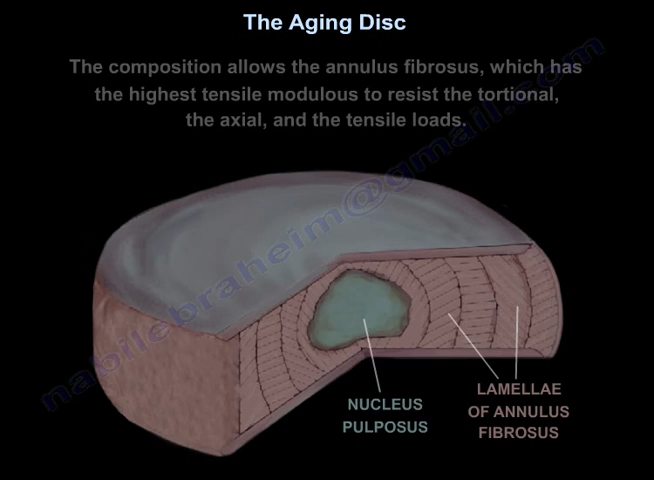 The Aging Disc
The composition allows the annulus fibrosus, which has
the highest tensile modulous to resist the tortional,
the axial, and the tensile loads.
nabilebraheim@gmail.com
NUCLEUS
PULPOSUS
LAMELLAE
OF ANNULUS
FIBROSUS